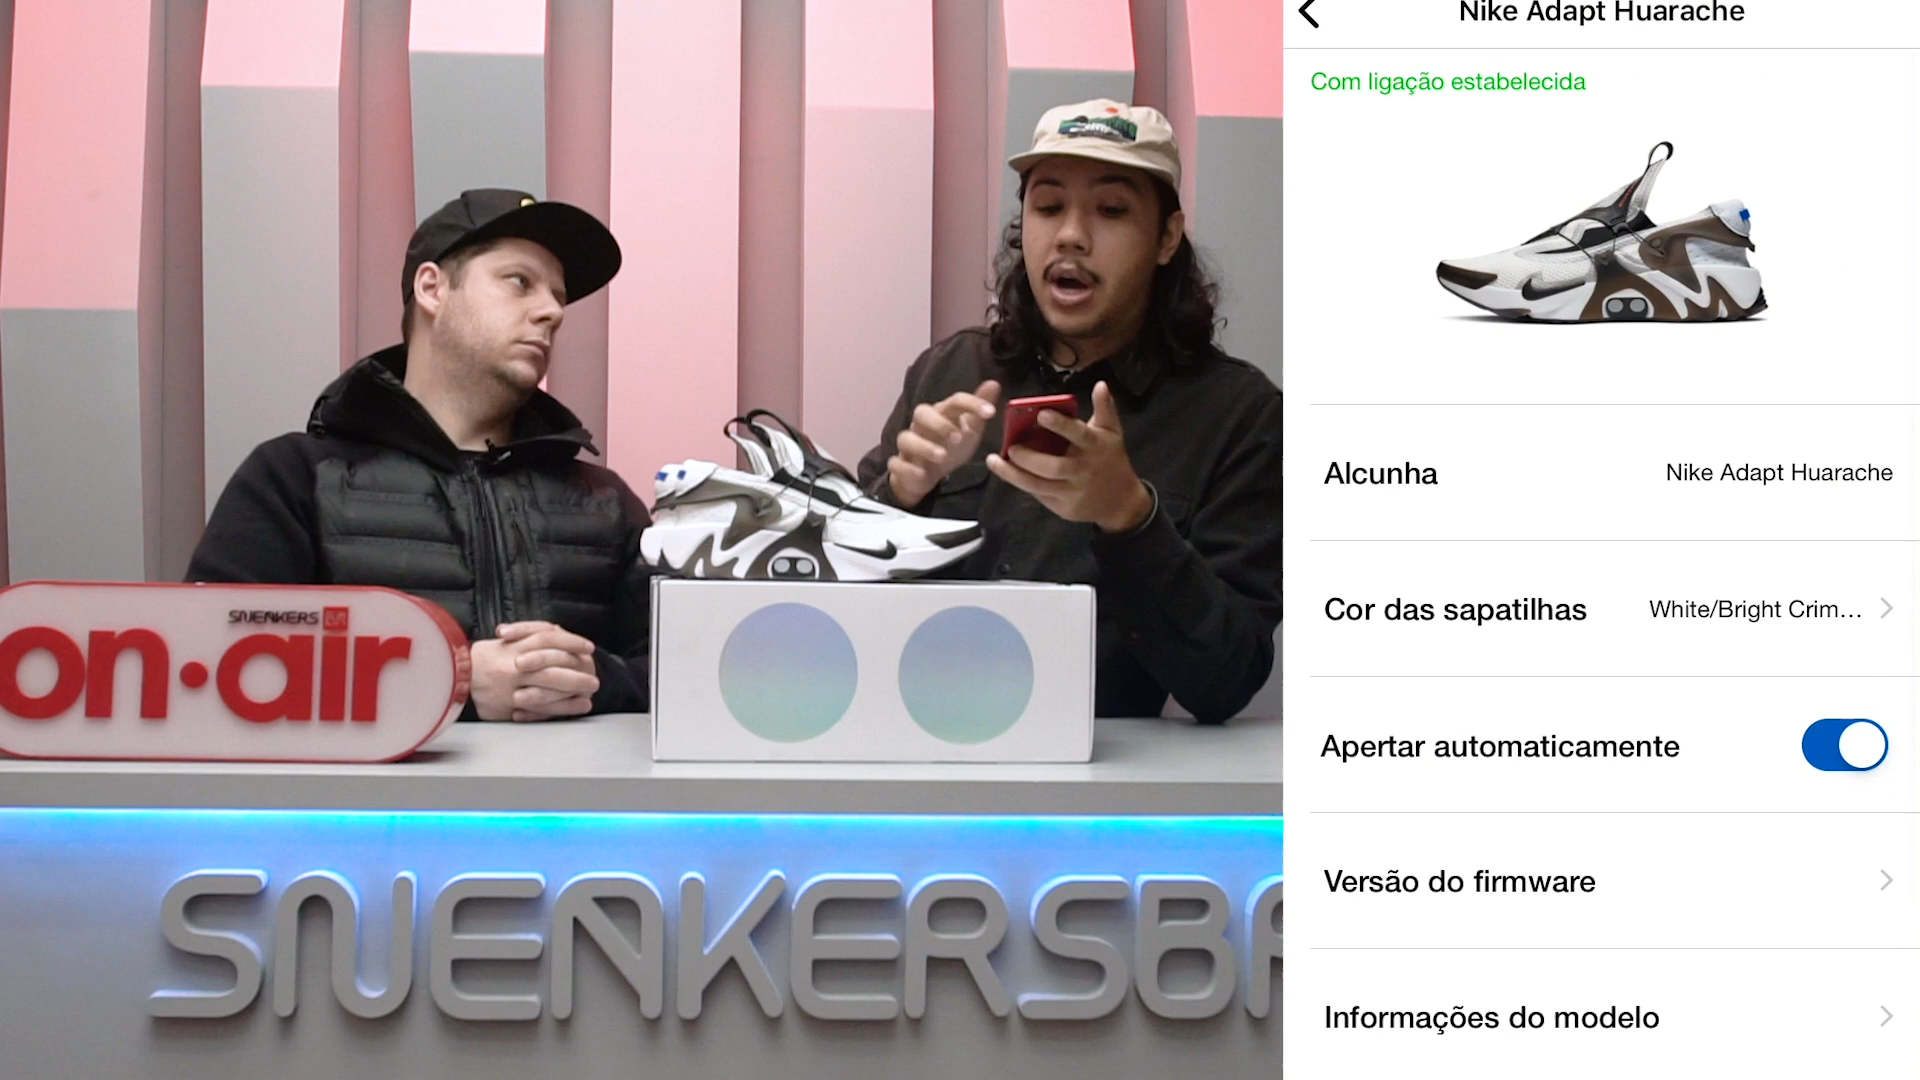 SNEAKERS BR
on•air
SNEAKERSB
Nike Adapt Huarache
Com ligação estabelecida
Alcunha
Nike Adapt Huarache
Cor das sapatilhas
White/Bright Crim...
Apertar automaticamente
Versão do firmware
Informações do modelo